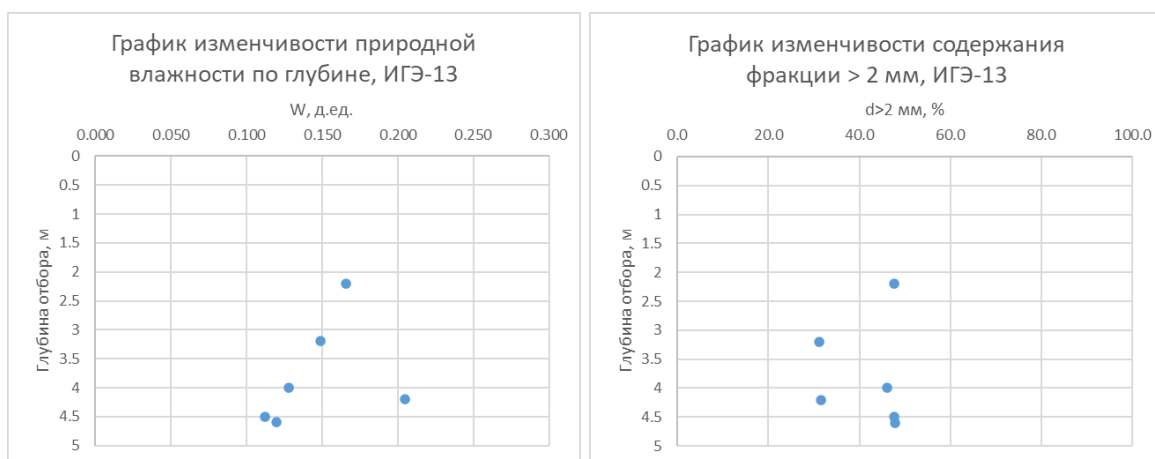 График изменчивости природной
влажности по глубине, ИГЭ-13
W, д.ед.
0.000 0.050 0.100 0.150 0.200 0.250 0.300
Глубина отбора, м
0
0.5
1
1.5
2
2.5
3
3.5
4
4.5
5
График изменчивости содержания
фракции > 2 мм, ИГЭ-13
d>2 мм, %
0.0 20.0 40.0 60.0 80.0 100.0
Глубина отбора, м
0
0.5
1
1.5
2
2.5
3
3.5
4
4.5
5